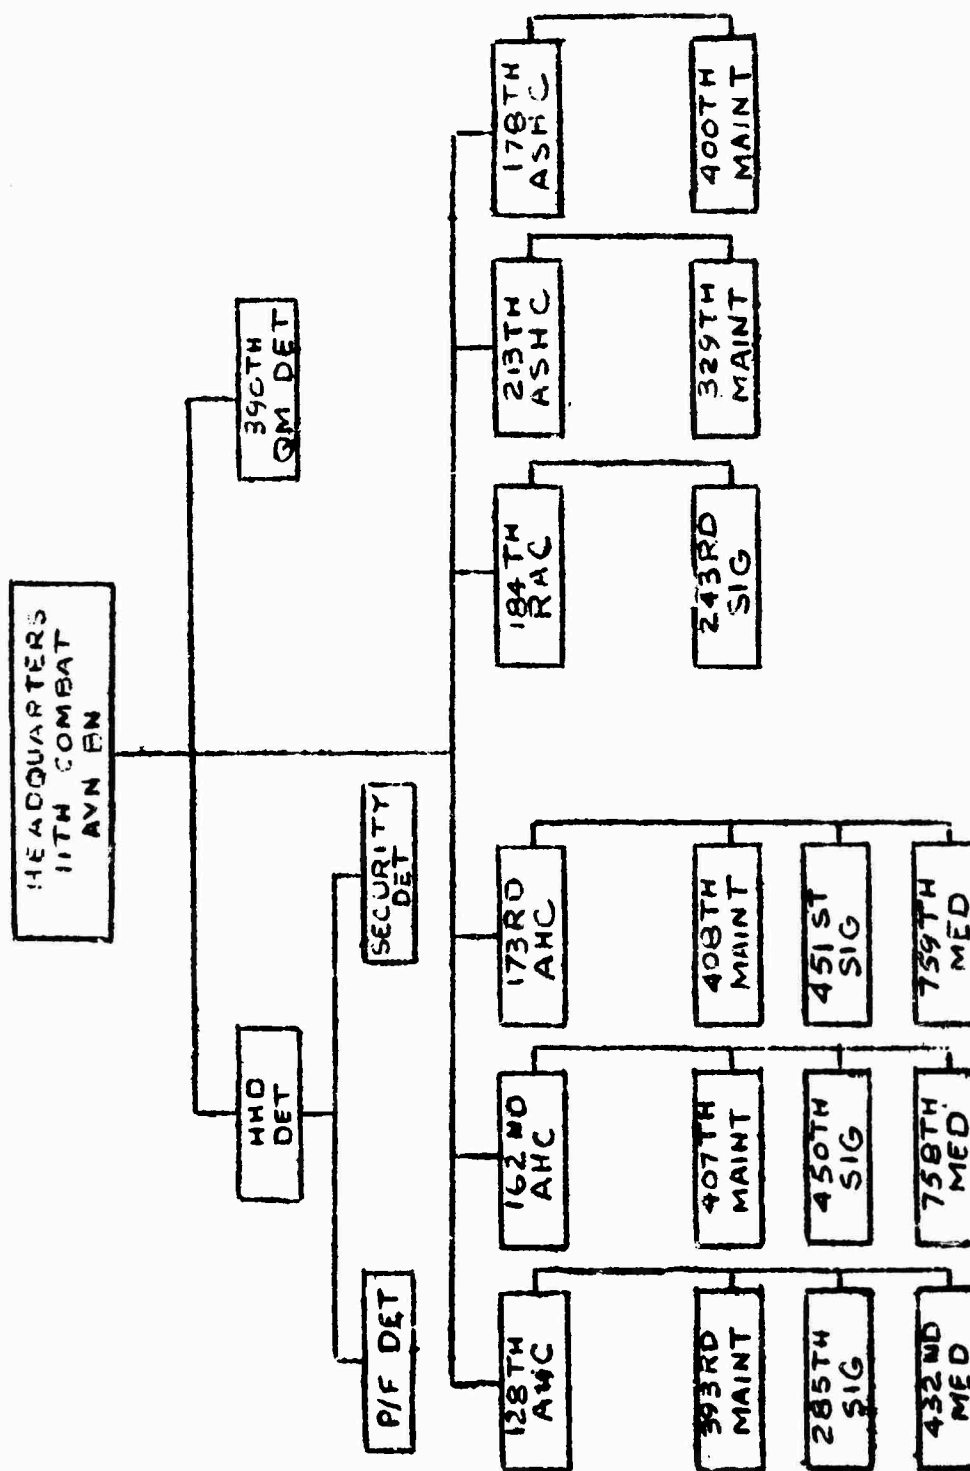 HEADQUARTERS
11TH COMBAT
AVN BN
HHD
DET
390TH
QM DET
P/F DET
SECURITY
DET
128TH
AHC
162ND
AHC
173RD
AHC
184TH
RAC
213TH
ASHC
178TH
ASHC
393RD
MAINT
407TH
MAINT
408TH
MAINT
243RD
SIG
329TH
MAINT
400TH
MAINT
285TH
SIG
450TH
SIG
451ST
SIG
432ND
MED
758TH
MED
759TH
MED